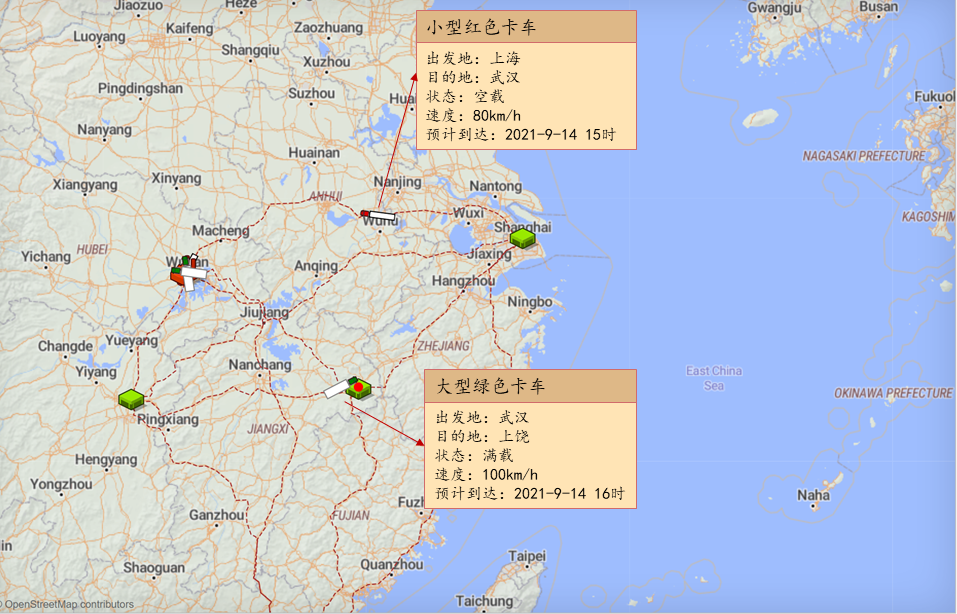 Jiaozuo
Heze
Gwangju
Busan
小型红色卡车
Luoyang
Kaifeng
Zaozhuang
Shangqiu
出发地：上海
Xuzhou
目的地：武汉
Pingdingshan
Suzhou
状态：空载
Fukuo
速度：80km/h
Nanyang
预计到达：2021-9-14 15时
Huainan
NAGASAKI PREFECTURE
Xiangyang
Xinyang
Nanjing
Nantong
ANHUI
Wuxi
KAGOSHIM
Macheng
Wuhu
Shanghai
HUBEI
Yichang
Jiaxing
Anqing
Hangzhou
Ningbo
Jiujiang
Yueyang
Changde
ZHEJIANG
Nanchang
Yiyang
East China
Sea
大型绿色卡车
OKINAWA PREFECTURE
Ringxiang
出发地：武汉
JIANGXI
目的地：上饶
状态：满载
Hengyang
速度：100km/h
Yongzhou
预计到达：2021-9-14 16时
Naha
Fuz
Ganzhou
FUJIAN
in
Taipei
Shaoguan
Quanzhou
Taichung
OpenStreetMap contributors